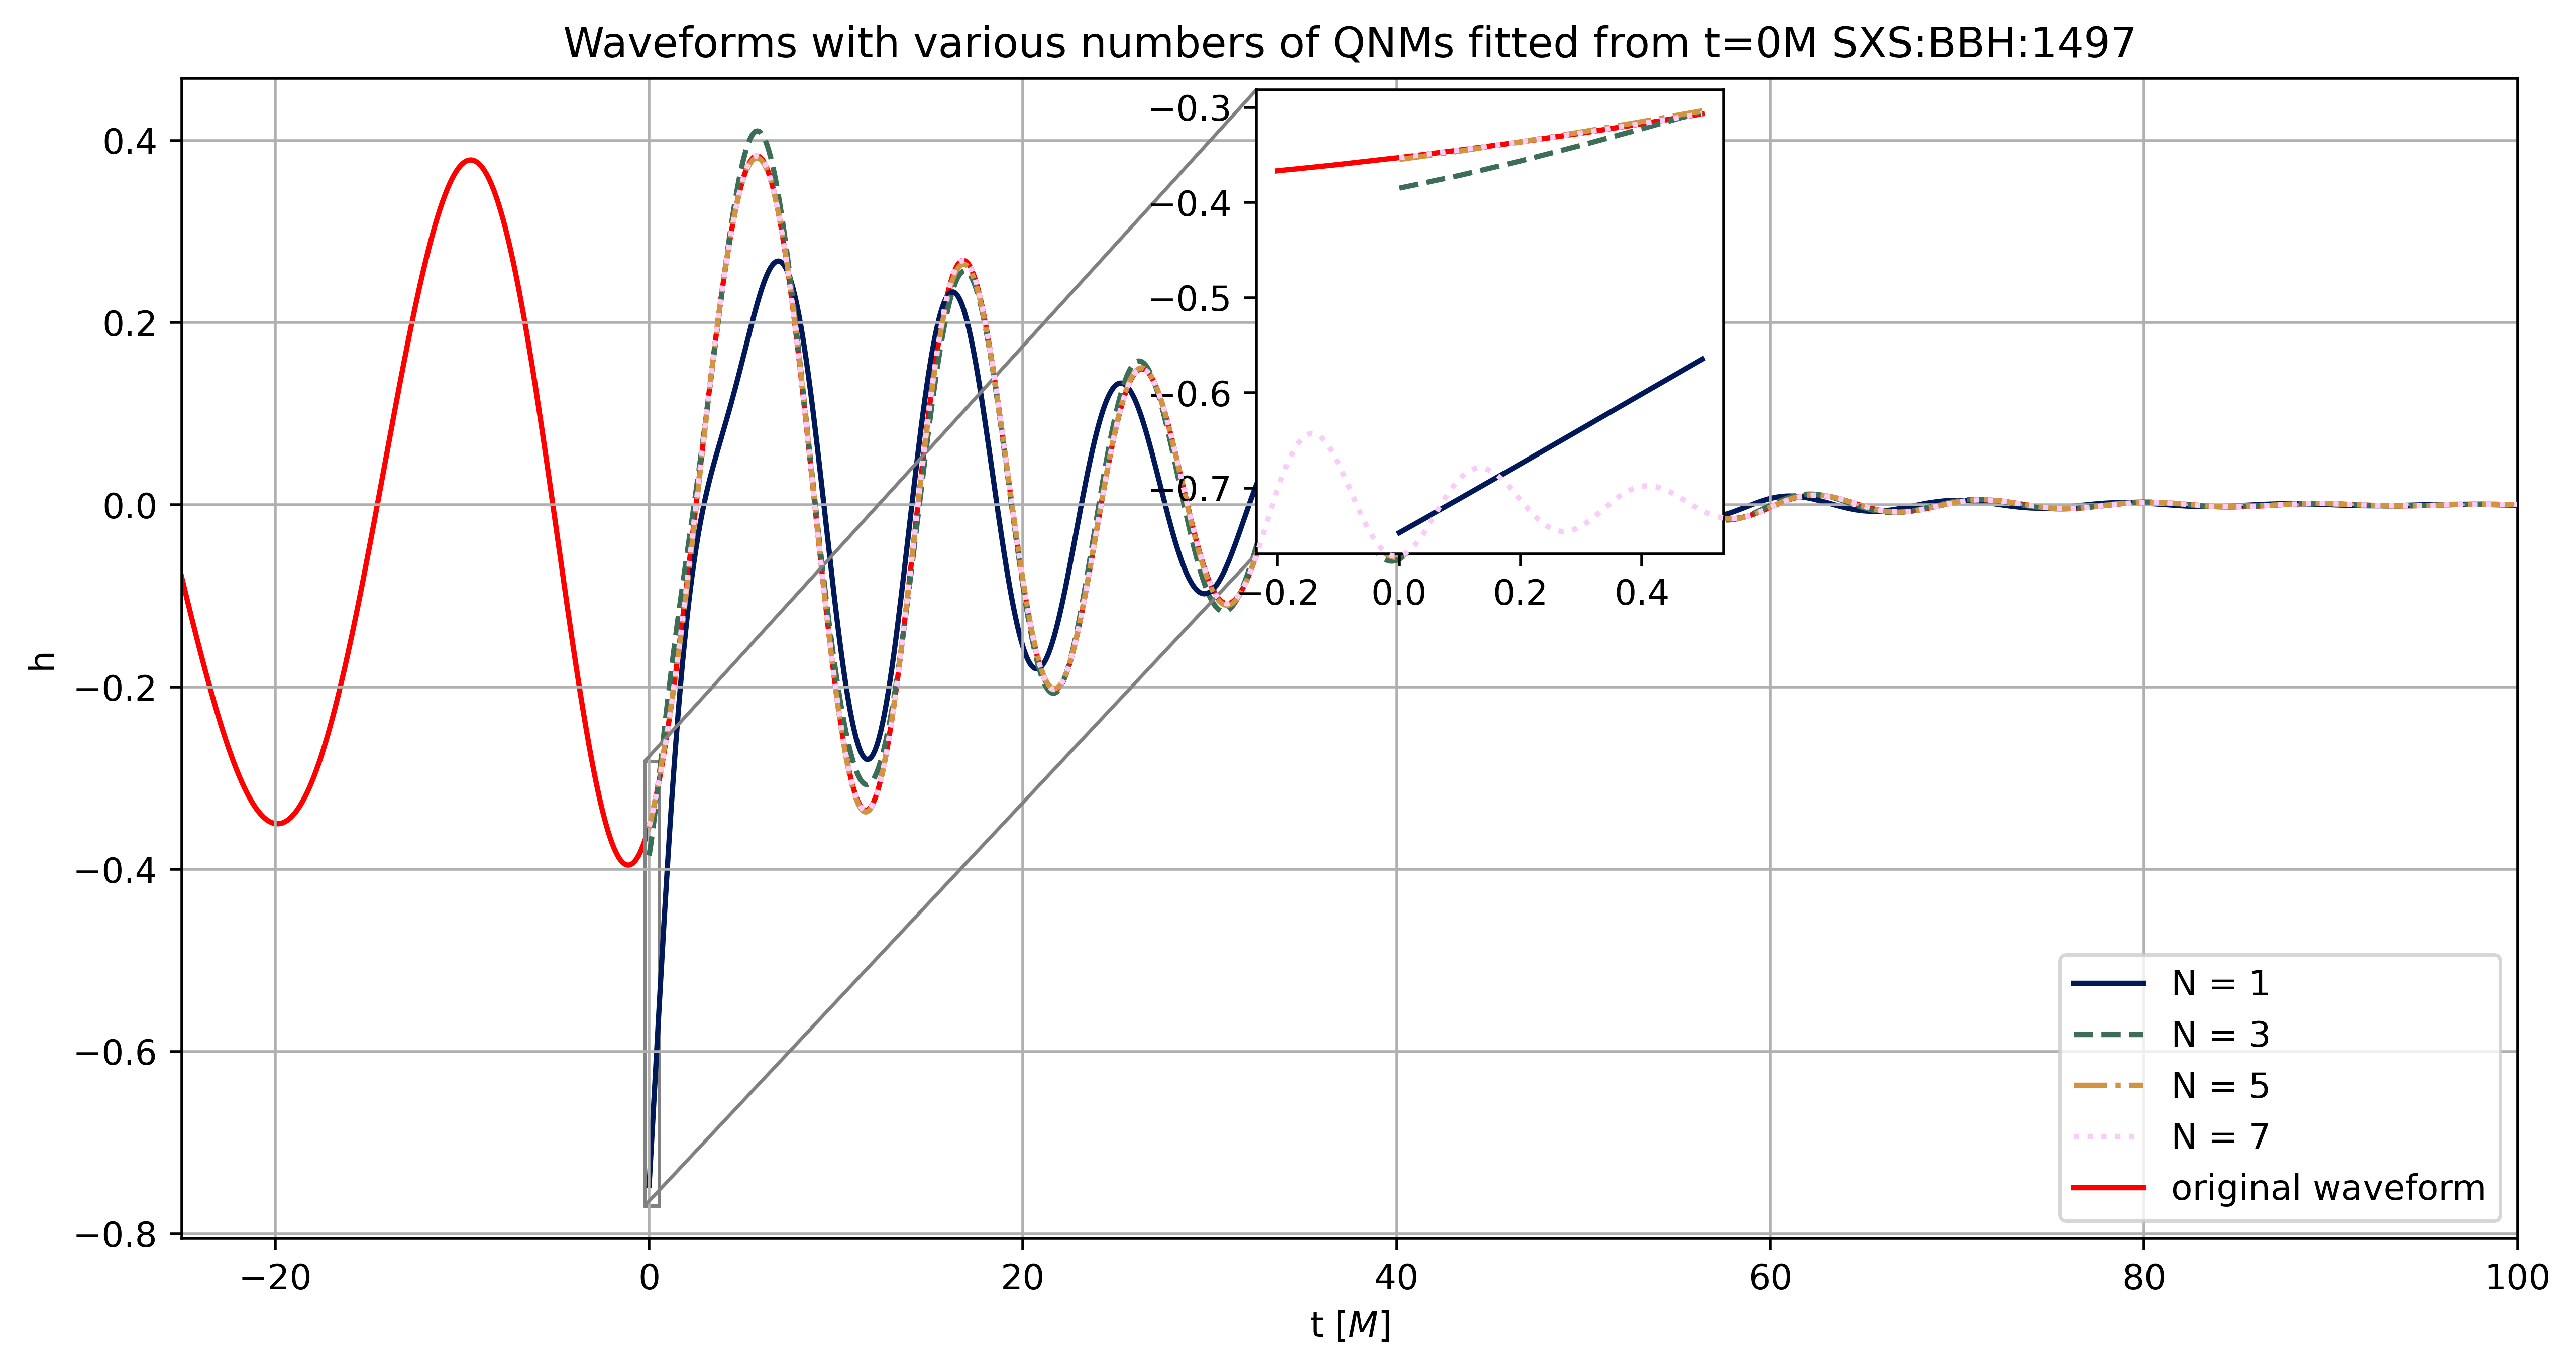 Waveforms with various numbers of QNMs fitted from t=0M SXS:BBH:1497
0.4
0.2
0.0
−0.2
−0.4
−0.6
−0.8
h
−20
0
20
40
60
80
100
t [M]
−0.3
−0.4
−0.5
−0.6
−0.7
−0.2
0.0
0.2
0.4
N = 1
N = 3
N = 5
N = 7
original waveform